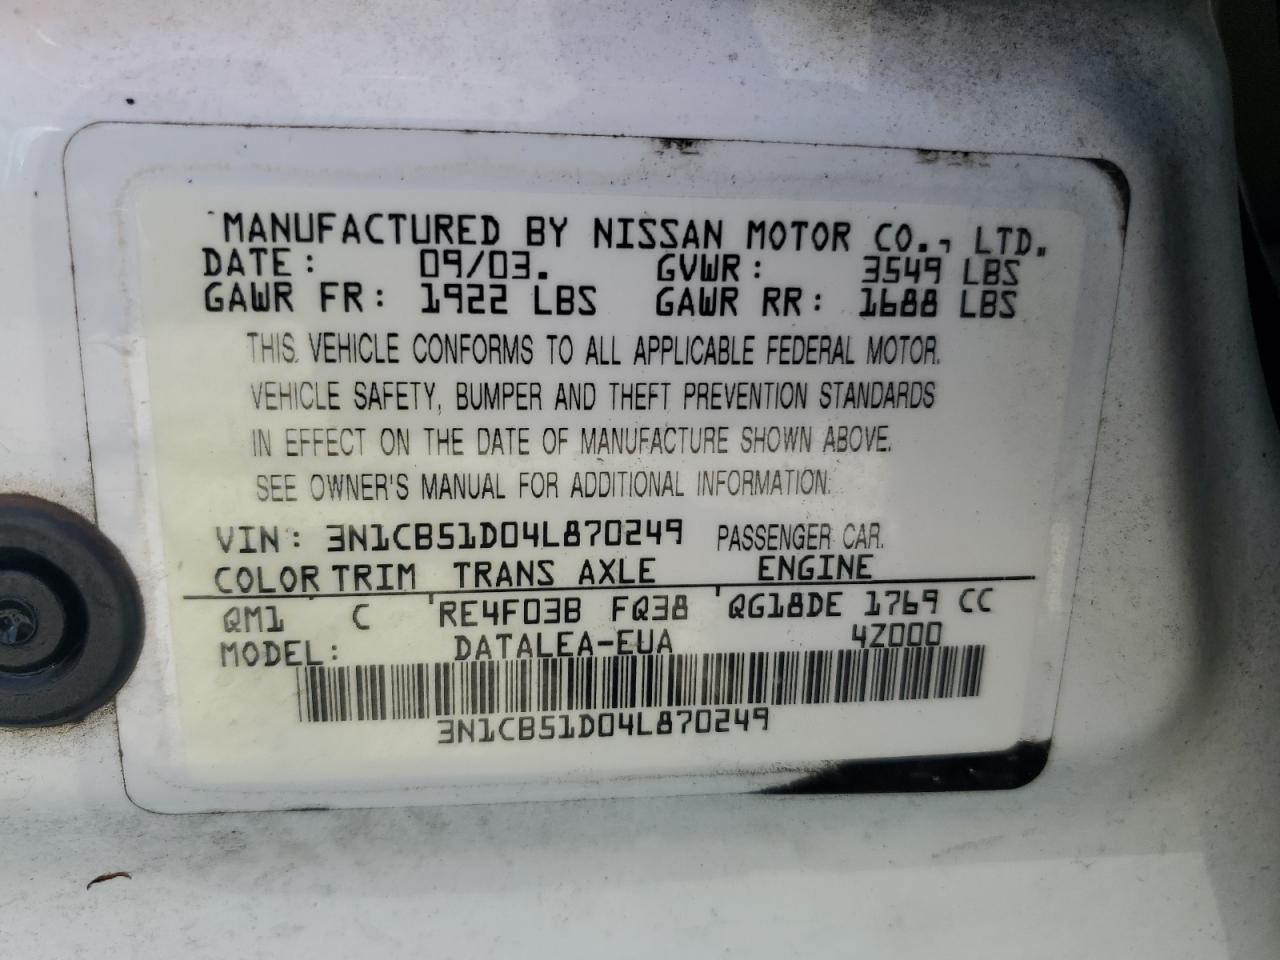 MANUFACTURED BY NISSAN MOTOR CO., LTD.
DATE: 09/03. GVWR: 3549 LBS
GAWR FR: 1922 LBS GAWR RR: 1688 LBS
THIS VEHICLE CONFORMS TO ALL APPLICABLE FEDERAL MOTOR.
VEHICLE SAFETY, BUMPER AND THEFT PREVENTION STANDARDS
IN EFFECT ON THE DATE OF MANUFACTURE SHOWN ABOVE.
SEE OWNER'S MANUAL FOR ADDITIONAL INFORMATION.
VIN: 3N1CB51D04L870249 PASSENGER CAR.
COLOR TRIM TRANS AXLE ENGINE
QM1 C RE4F03B FQ38 QG18DE 1769 CC
MODEL: DATALEA-EUA 4Z000
3N1CB51D04L870249